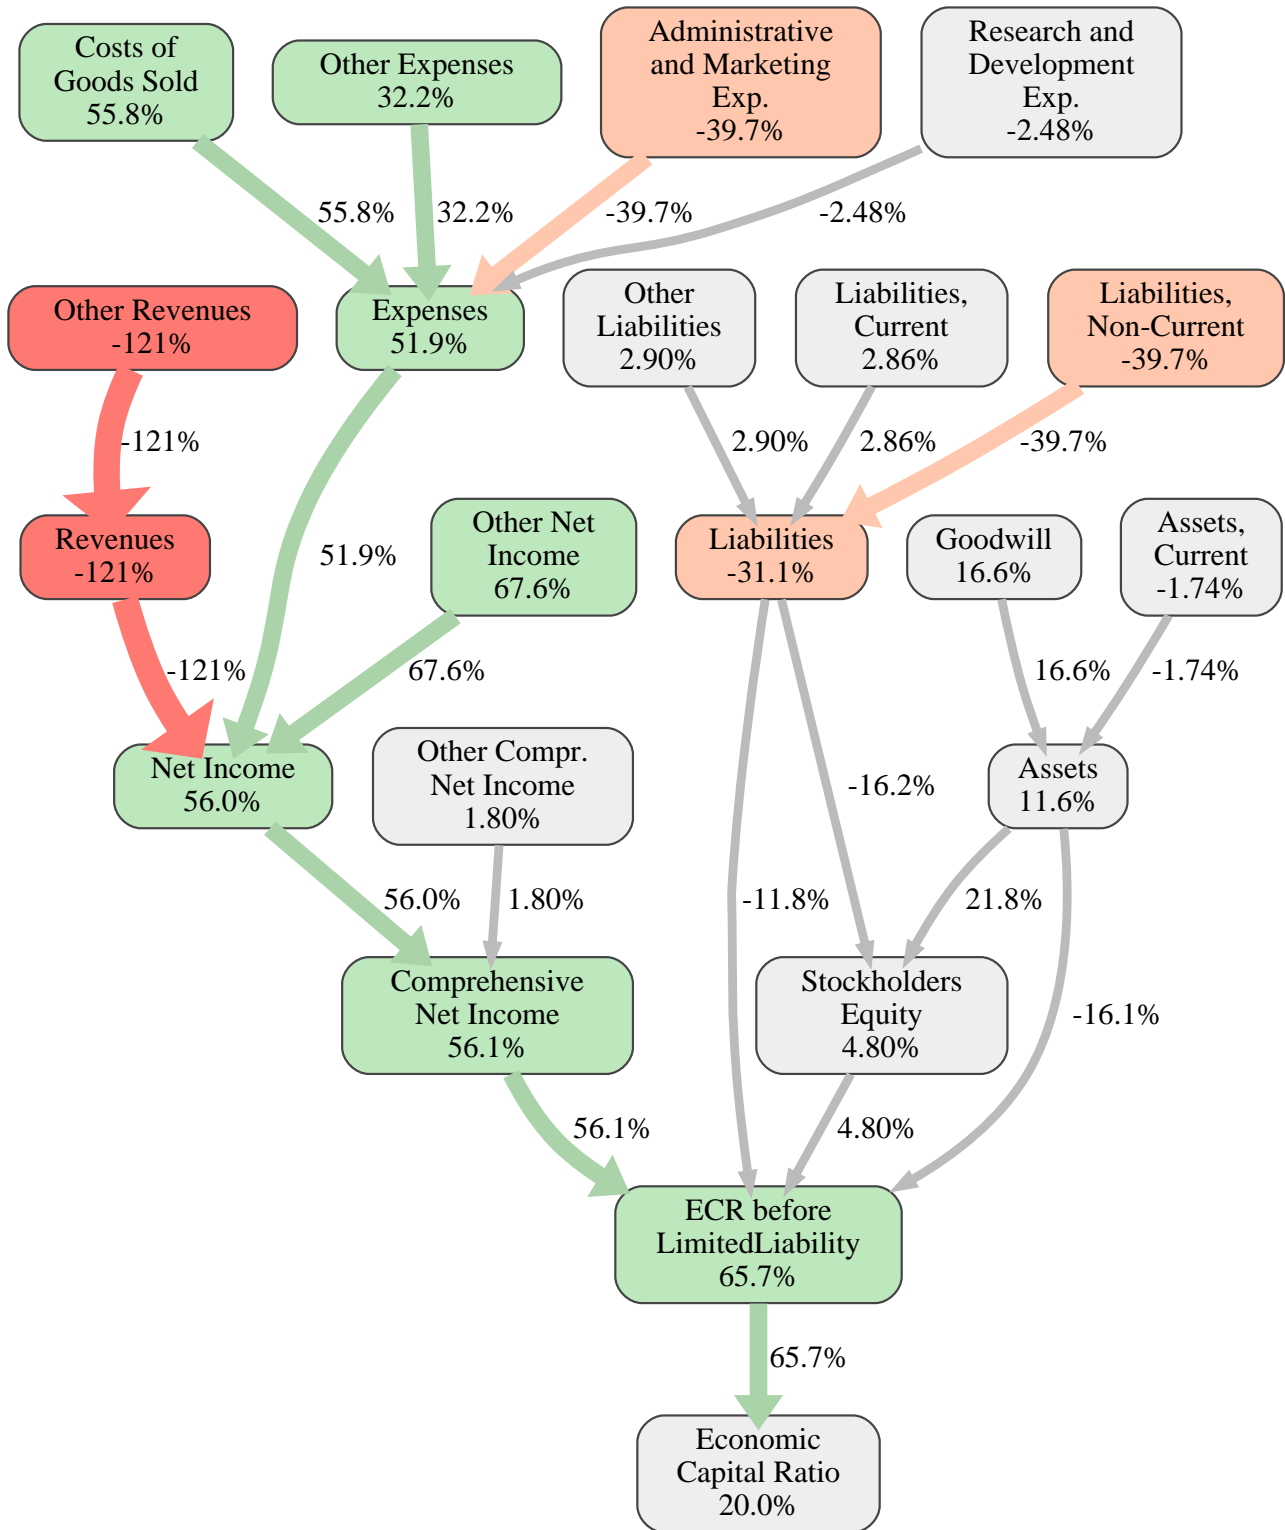 Costs of
Goods Sold
55.8%
Other Expenses
32.2%
Administrative
and Marketing
Exp.
-39.7%
Research and
Development
Exp.
-2.48%
55.8%
32.2%
-39.7%
-2.48%
Other Revenues
-121%
Expenses
51.9%
Other
Liabilities
2.90%
Liabilities,
Current
2.86%
Liabilities,
Non-Current
-39.7%
-121%
2.90%
2.86%
-39.7%
Revenues
-121%
51.9%
Other Net
Income
67.6%
Liabilities
-31.1%
Goodwill
16.6%
Assets,
Current
-1.74%
-121%
67.6%
16.6%
-1.74%
Net Income
56.0%
Other Compr.
Net Income
1.80%
-16.2%
Assets
11.6%
56.0%
1.80%
-11.8%
21.8%
Comprehensive
Net Income
56.1%
Stockholders
Equity
4.80%
-16.1%
56.1%
4.80%
ECR before
LimitedLiability
65.7%
65.7%
Economic
Capital Ratio
20.0%